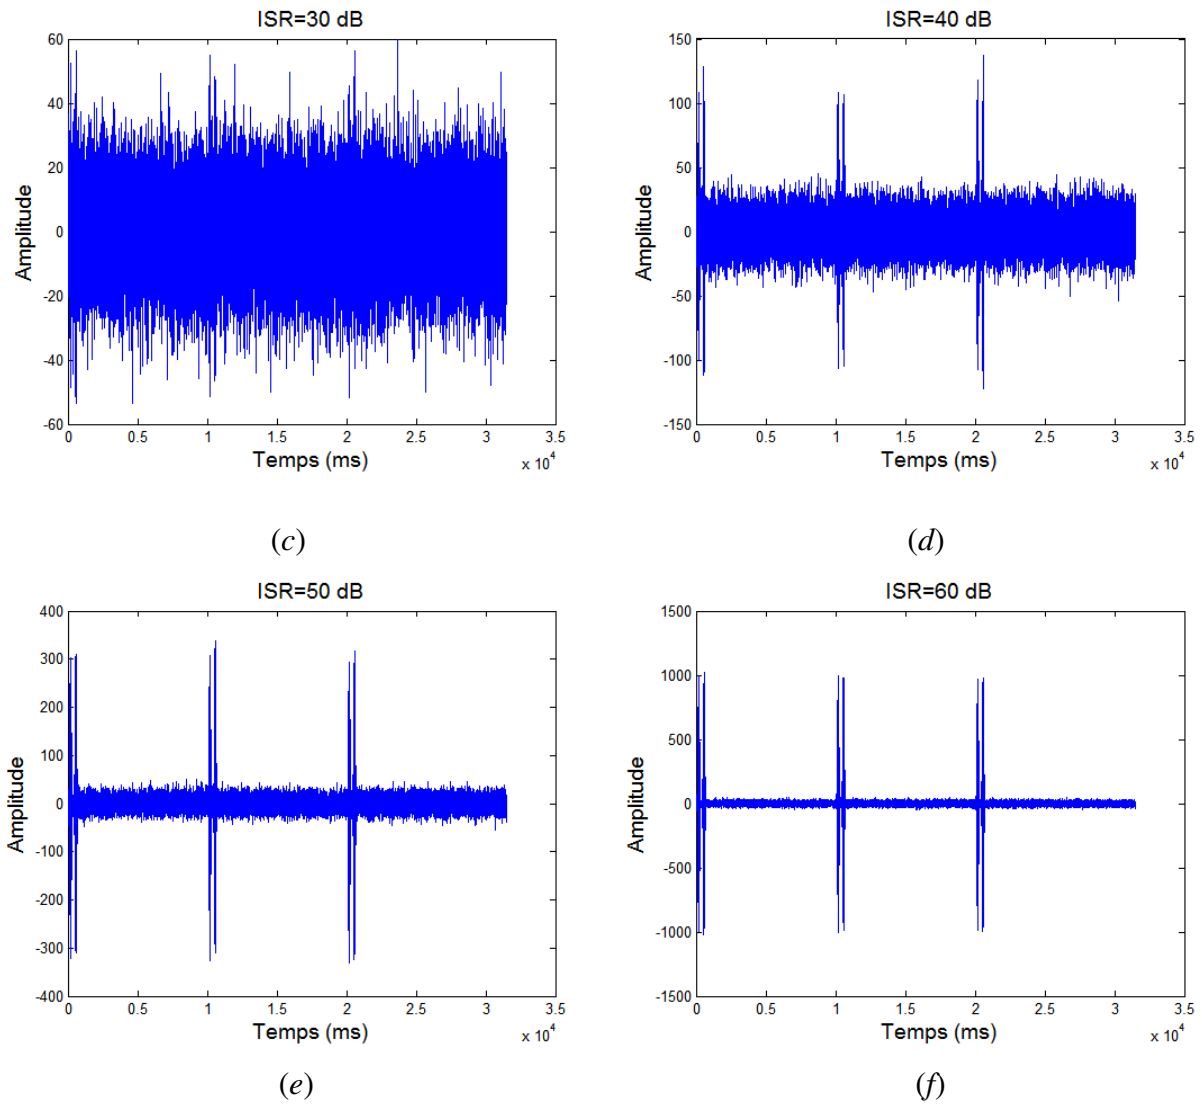 ISR=30 dB
60
40
20
0
-20
-40
-60
Amplitude
0 0.5 1 1.5 2 2.5 3 3.5
Temps (ms)
x 10^4
(c)
ISR=40 dB
150
100
50
0
-50
-100
-150
Amplitude
0 0.5 1 1.5 2 2.5 3 3.5
Temps (ms)
x 10^4
(d)
ISR=50 dB
400
300
200
100
0
-100
-200
-300
-400
Amplitude
0 0.5 1 1.5 2 2.5 3 3.5
Temps (ms)
x 10^4
(e)
ISR=60 dB
1500
1000
500
0
-500
-1000
-1500
Amplitude
0 0.5 1 1.5 2 2.5 3 3.5
Temps (ms)
x 10^4
(f)